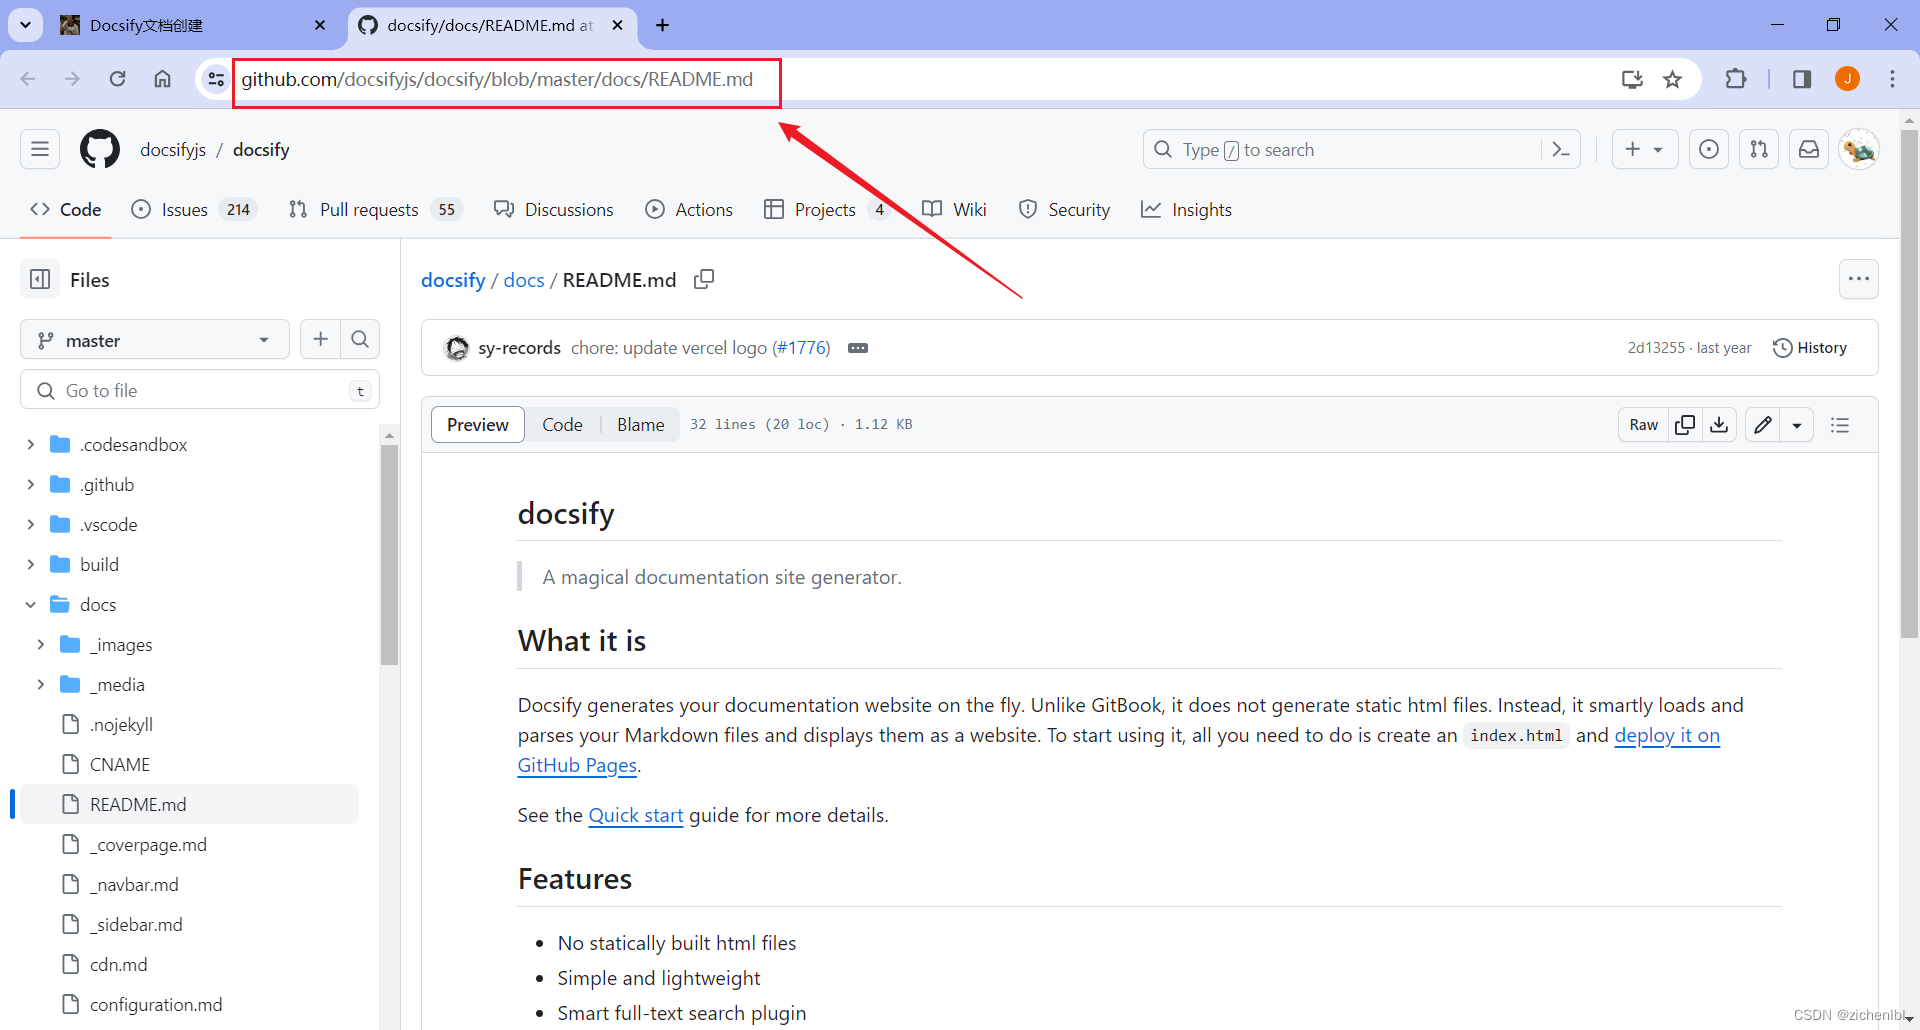 Docsify文档创建
docsify/docs/README.md at
github.com/docsifyjs/docsify/blob/master/docs/README.md
J
docsifyjs / docsify
Type / to search
Code
Issues 214
Pull requests 55
Discussions
Actions
Projects 4
Wiki
Security
Insights
Files
master
Go to file
t
.codesandbox
.github
.vscode
build
docs
_images
_media
.nojekyll
CNAME
README.md
_coverpage.md
_navbar.md
_sidebar.md
cdn.md
configuration.md
docsify / docs / README.md
sy-records chore: update vercel logo (#1776)
2d13255 · last year
History
Preview
Code
Blame
32 lines (20 loc) · 1.12 KB
Raw
docsify
A magical documentation site generator.
What it is
Docsify generates your documentation website on the fly. Unlike GitBook, it does not generate static html files. Instead, it smartly loads and
parses your Markdown files and displays them as a website. To start using it, all you need to do is create an index.html and deploy it on
GitHub Pages.
See the Quick start guide for more details.
Features
• No statically built html files
• Simple and lightweight
• Smart full-text search plugin